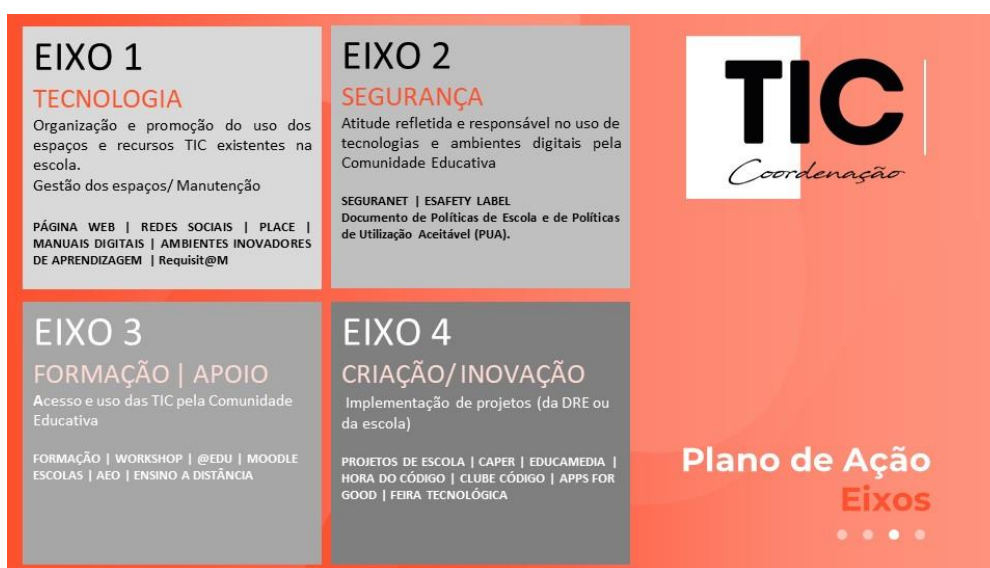 EIXO 1
TECNOLOGIA
Organização e promoção do uso dos
espaços e recursos TIC existentes na
escola.
Gestão dos espaços/ Manutenção
PÁGINA WEB | REDES SOCIAIS | PLACE |
MANUAIS DIGITAIS | AMBIENTES INOVADORES
DE APRENDIZAGEM | Requisit@M
EIXO 2
SEGURANÇA
Atitude refletida e responsável no uso de
tecnologias e ambientes digitais pela
Comunidade Educativa
SEGURANET | ESAFETY LABEL
Documento de Políticas de Escola e de Políticas
de Utilização Aceitável (PUA).
EIXO 3
FORMAÇÃO | APOIO
Acesso e uso das TIC pela Comunidade
Educativa
FORMAÇÃO | WORKSHOP | @EDU | MOODLE
ESCOLAS | AEO | ENSINO A DISTÂNCIA
EIXO 4
CRIAÇÃO/ INOVAÇÃO
Implementação de projetos (da DRE ou
da escola)
PROJETOS DE ESCOLA | CAPER | EDUCAMEDIA |
HORA DO CÓDIGO | CLUBE CÓDIGO | APPS FOR
GOOD | FEIRA TECNOLÓGICA
TIC
Coordenação
Plano de Ação
Eixos